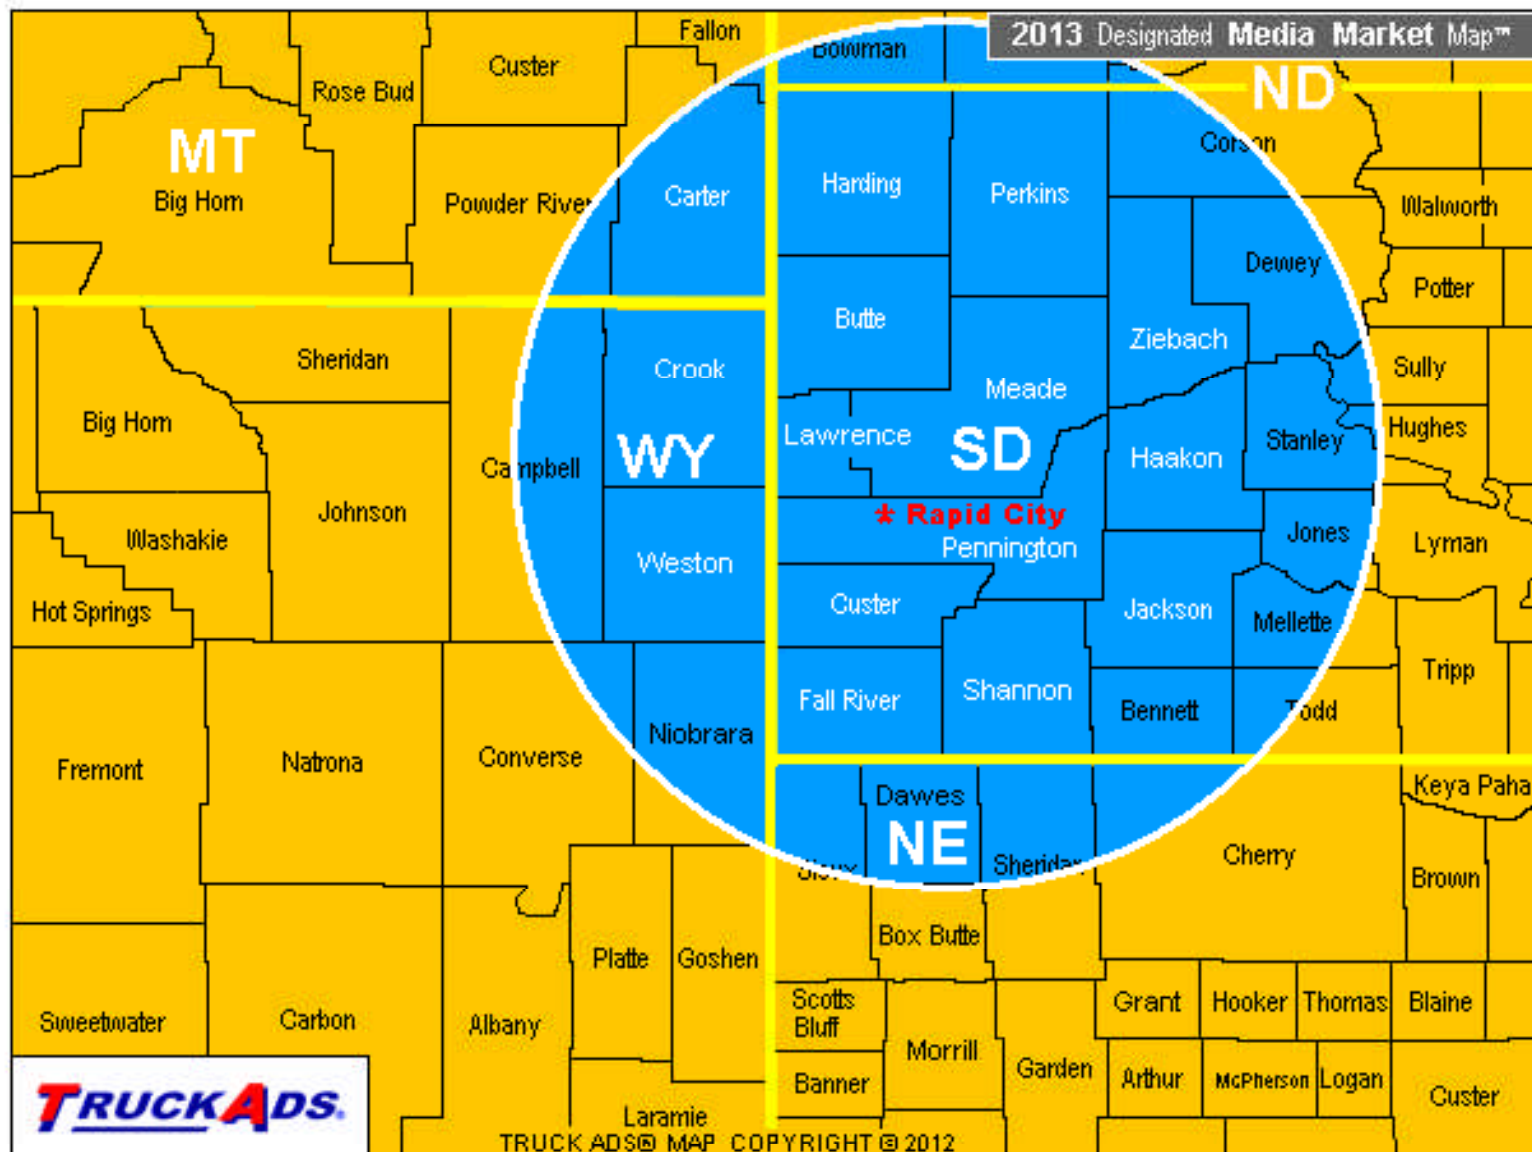 2013 Designated Media Market Map™
Fallon
Bowman
Custer
Rose Bud
ND
MT
Corson
Big Horn
Powder River
Carter
Harding
Perkins
Walworth
Dewey
Potter
Butte
Ziebach
Sheridan
Crook
Meade
Sully
Big Horn
Lawrence
Hughes
Campbell
WY
SD
Haakon
Stanley
Johnson
* Rapid City
Washakie
Weston
Pennington
Jones
Lyman
Hot Springs
Custer
Jackson
Mellette
Tripp
Fall River
Shannon
Bennett
Todd
Niobrara
Fremont
Natrona
Converse
Keya Paha
Dawes
NE
Sioux
Sheridan
Cherry
Brown
Box Butte
Platte
Goshen
Scotts
Bluff
Grant
Hooker
Thomas
Blaine
Sweetwater
Carbon
Albany
Morrill
Garden
Banner
Arthur
McPherson
Logan
Custer
TRUCKADS®
Laramie
TRUCK ADS® MAP COPYRIGHT © 2012